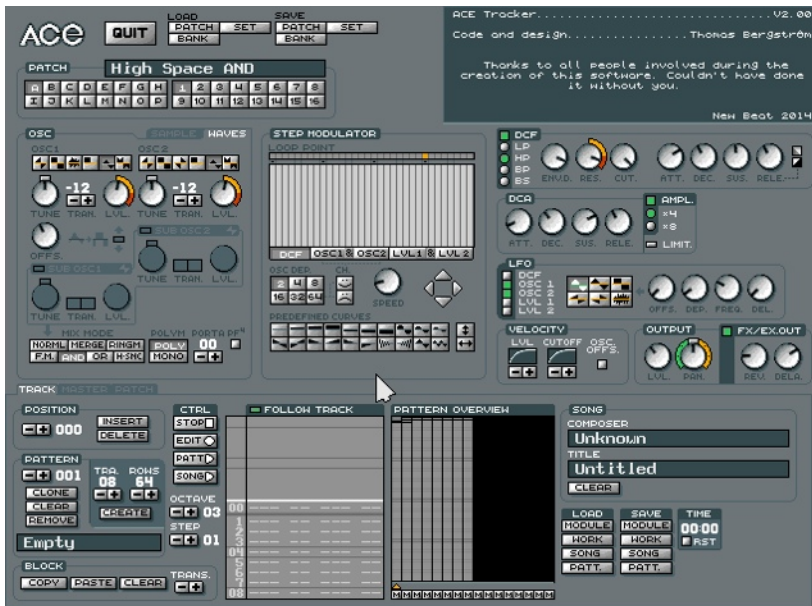 ACE
QUIT
LOAD
PATCH SET
BANK
SAVE
PATCH SET
BANK
ACE Tracker.............................V2.00
Code and design...............Thomas Bergström
Thanks to all people involved during the
creation of this software. Couldn't have done
it without you.
New Beat 2014
PATCH
High Space AND
A B C D E F G H 1 2 3 4 5 6 7 8
I J K L M N O P 9 10 11 12 13 14 15 16
OSC
SAMPLE WAVES
OSC1 OSC2
-12 -12
TUNE TRAN. LVL. TUNE TRAN. LVL.
OFFS.
SUB OSC2
TUNE TRAN. LVL.
SUB OSC1
TUNE TRAN. LVL.
MIX MODE
NORML MERGE RINGM
F.M. AND OR H-SNC
POLYM
POLY
MONO
PORTA
00
STEP MODULATOR
LOOP POINT
DCF OSC1 & OSC2 LVL1 & LVL2
OSC DEP. CH.
2 4 8
16 32 64
SPEED
PREDEFINED CURVES
DCF
LP
HP
BP
BS
ENV.D. RES. CUT. ATT. DEC. SUS. RELE.
DCA
ATT. DEC. SUS. RELE.
AMPL.
x4
x8
LIMIT.
LFO
DCF
OSC 1
OSC 2
LVL 1
LVL 2
OFFS. DEP. FREQ. DEL.
VELOCITY
LVL CUTOFF OSC.
OFFS.
OUTPUT
LVL. PAN.
FX/EX.OUT
REV. DELA.
TRACK MASTER PATCH
POSITION
000
INSERT
DELETE
PATTERN
001
CLONE
CLEAR
REMOVE
TRA. ROWS
08 64
CREATE
Empty
BLOCK
COPY PASTE CLEAR
TRANS.
CTRL
STOP
EDIT
PATT
SONG
OCTAVE
03
STEP
01
FOLLOW TRACK
00
1
2
3
04
5
6
7
08
PATTERN OVERVIEW
M M M M M M M M M M M M M M M M
SONG
COMPOSER
Unknown
TITLE
Untitled
CLEAR
LOAD
MODULE
WORK
SONG
PATT.
SAVE
MODULE
WORK
SONG
PATT.
TIME
00:00
RST